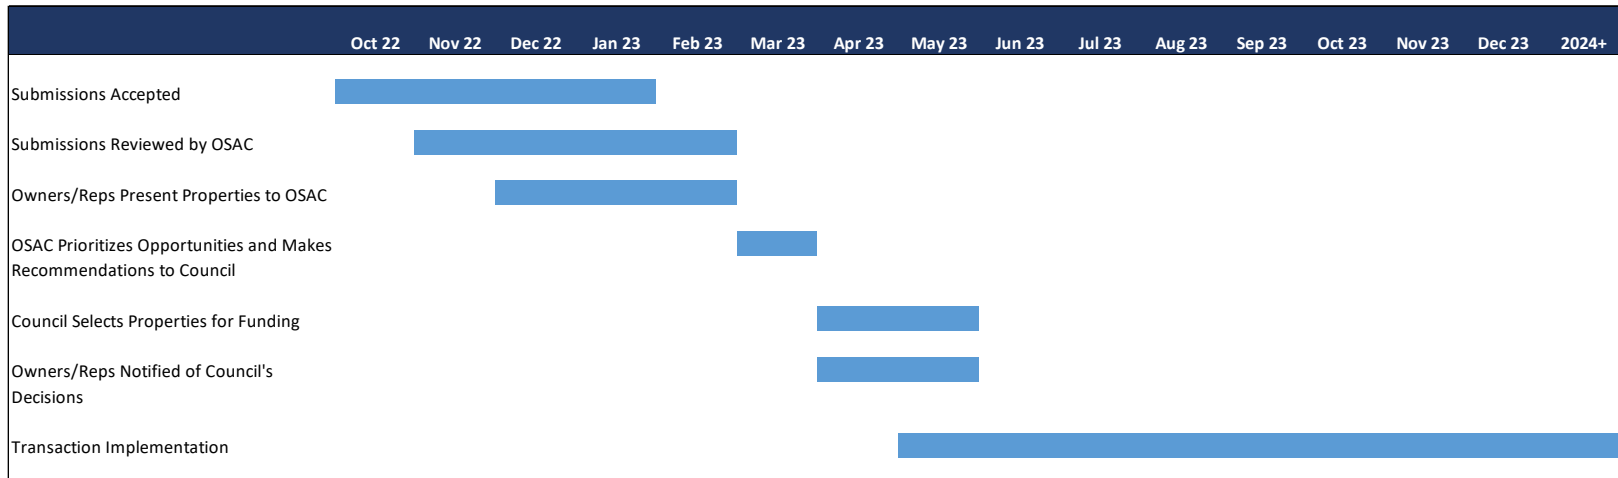 Oct 22 Nov 22 Dec 22 Jan 23 Feb 23 Mar 23 Apr 23 May 23 Jun 23 Jul 23 Aug 23 Sep 23 Oct 23 Nov 23 Dec 23 2024+
Submissions Accepted
Submissions Reviewed by OSAC
Owners/Reps Present Properties to OSAC
OSAC Prioritizes Opportunities and Makes
Recommendations to Council
Council Selects Properties for Funding
Owners/Reps Notified of Council's
Decisions
Transaction Implementation